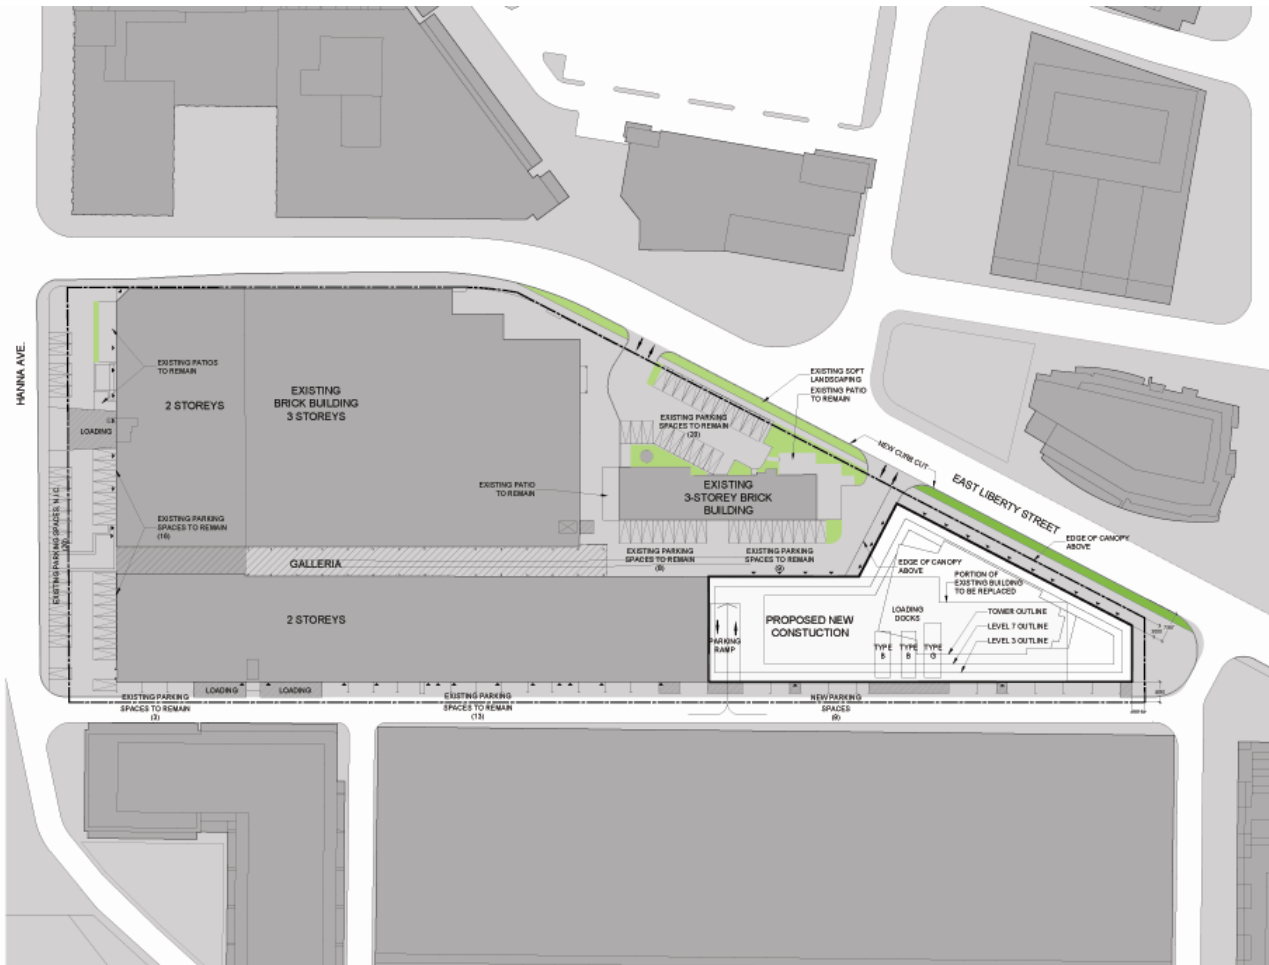 HANNA AVE.
EXISTING PATIOS
TO REMAIN
2 STOREYS
EXISTING
BRICK BUILDING
3 STOREYS
LOADING
EXISTING SOFT
LANDSCAPING
EXISTING PATIO
TO REMAIN
EXISTING PARKING
SPACES TO REMAIN
(20)
NEW CURB CUT
EAST LIBERTY STREET
EXISTING PATIO
TO REMAIN
EXISTING
3-STOREY BRICK
BUILDING
EXISTING PARKING SPACES, N.I.C.
EXISTING PARKING
SPACES TO REMAIN
(16)
EDGE OF CANOPY
ABOVE
GALLERIA
EXISTING PARKING
SPACES TO REMAIN
(8)
EXISTING PARKING
SPACES TO REMAIN
EDGE OF CANOPY
ABOVE
PORTION OF
EXISTING BUILDING
TO BE REPLACED
2 STOREYS
PROPOSED NEW
CONSTUCTION
LOADING
DOCKS
TOWER OUTLINE
LEVEL 7 OUTLINE
LEVEL 3 OUTLINE
PARKING
RAMP
TYPE
B
TYPE
B
TYPE
G
LOADING
LOADING
EXISTING PARKING
SPACES TO REMAIN
(3)
EXISTING PARKING
SPACES TO REMAIN
(13)
NEW PARKING
SPACES